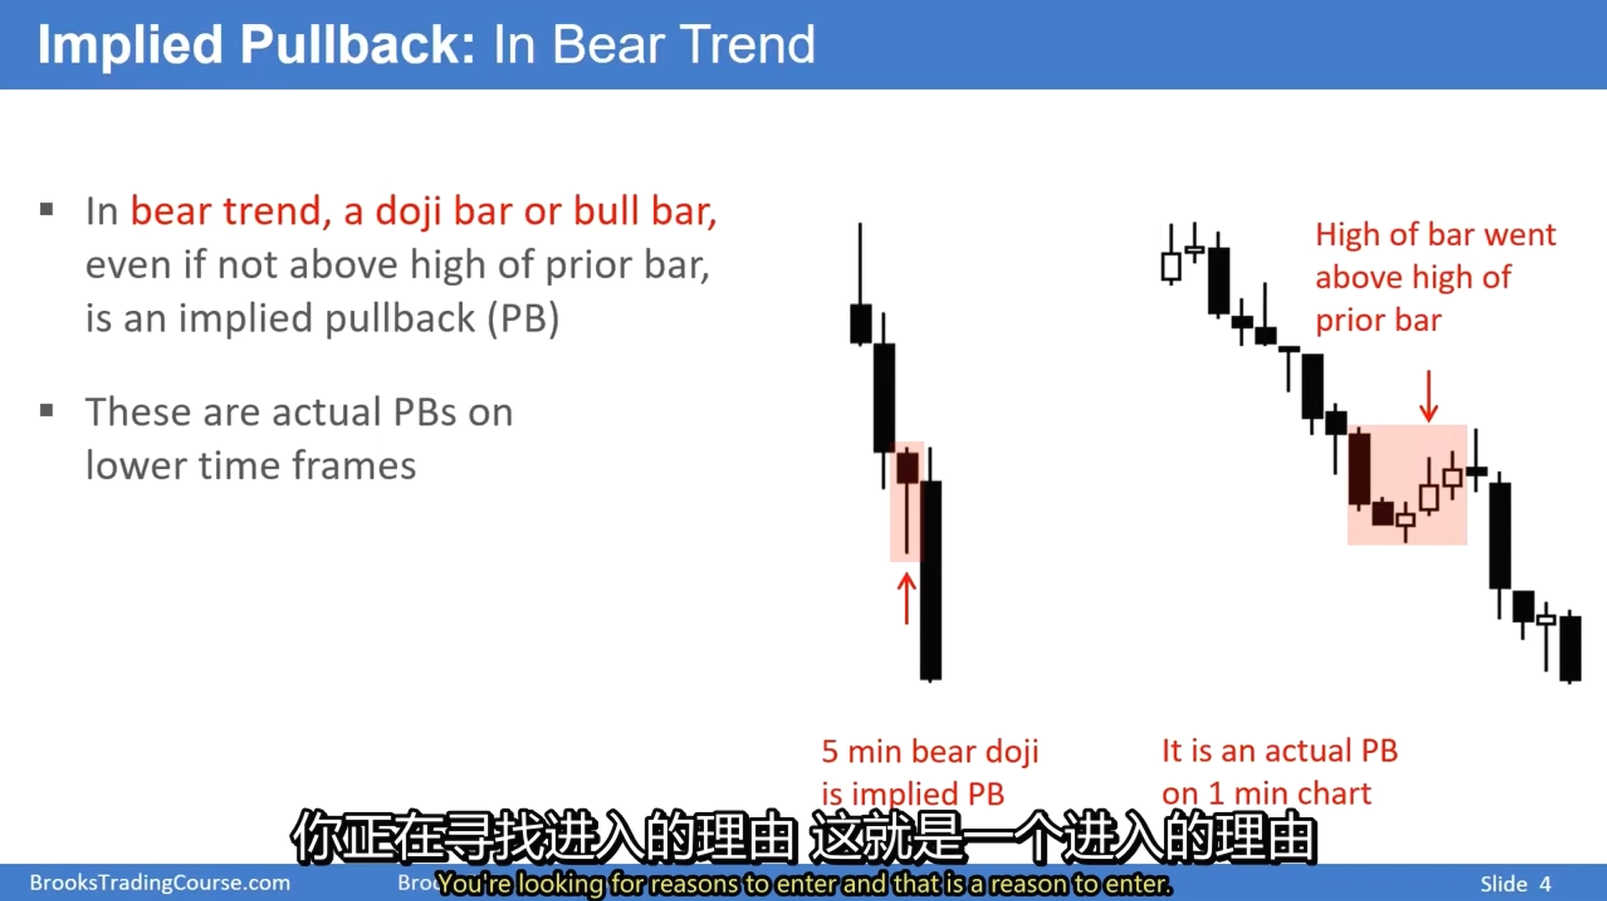 Implied Pullback: In Bear Trend
▪ In bear trend, a doji bar or bull bar,
even if not above high of prior bar,
is an implied pullback (PB)
▪ These are actual PBs on
lower time frames
High of bar went
above high of
prior bar
5 min bear doji
is implied PB
It is an actual PB
on 1 min chart
你正在寻找进入的理由 这就是一个进入的理由
You're looking for reasons to enter and that is a reason to enter.
BrooksTradingCourse.com
Slide 4